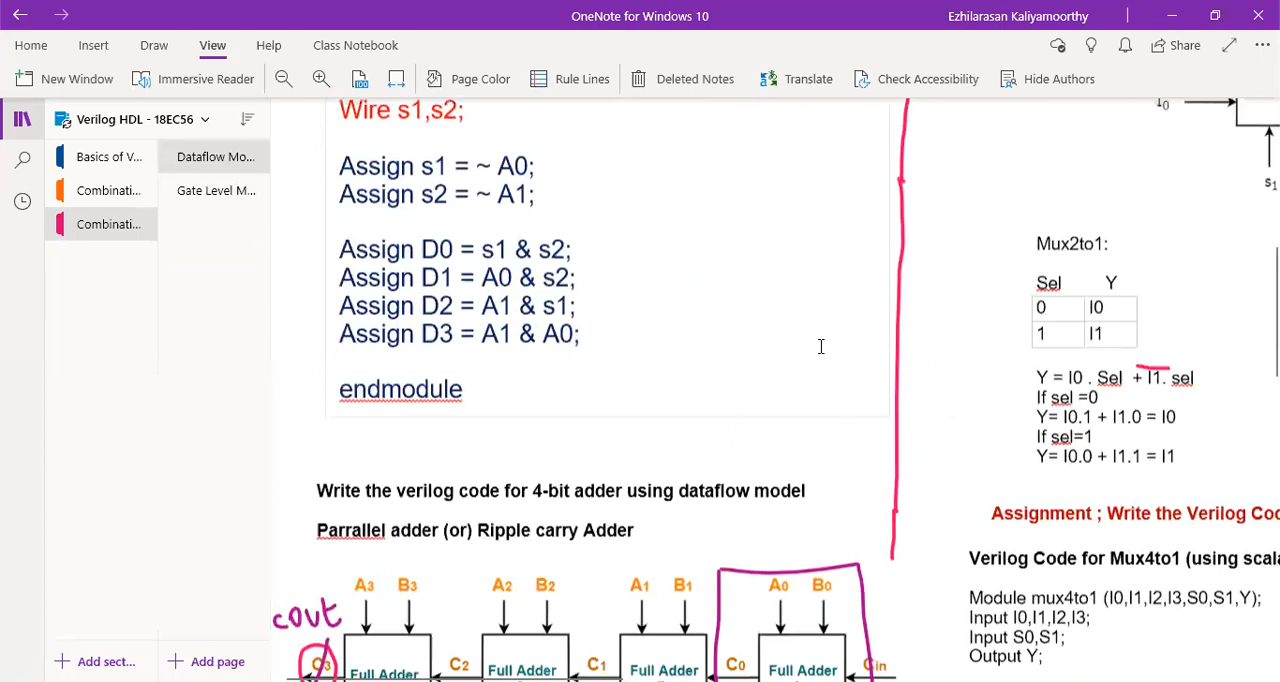 OneNote for Windows 10
Ezhilarasan Kaliyamoorthy
Home Insert Draw View Help Class Notebook
Share
New Window Immersive Reader Page Color Rule Lines Deleted Notes Translate Check Accessibility Hide Authors
Verilog HDL - 18EC56
Basics of V...
Combinati...
Combinati...
Dataflow Mo...
Gate Level M...
Add sect...
Add page
Wire s1,s2;
Assign s1 = ~ A0;
Assign s2 = ~ A1;
Assign D0 = s1 & s2;
Assign D1 = A0 & s2;
Assign D2 = A1 & s1;
Assign D3 = A1 & A0;
endmodule
Write the verilog code for 4-bit adder using dataflow model
Parrallel adder (or) Ripple carry Adder
A3 B3 A2 B2 A1 B1 A0 B0
cout
C3 Full Adder C2 Full Adder C1 Full Adder C0 Full Adder Cin
I0
s1
Mux2to1:
Sel Y
0 I0
1 I1
Y = I0 . Sel + I1. sel
If sel =0
Y= I0.1 + I1.0 = I0
If sel=1
Y= I0.0 + I1.1 = I1
Assignment ; Write the Verilog Co
Verilog Code for Mux4to1 (using scala
Module mux4to1 (I0,I1,I2,I3,S0,S1,Y);
Input I0,I1,I2,I3;
Input S0,S1;
Output Y;